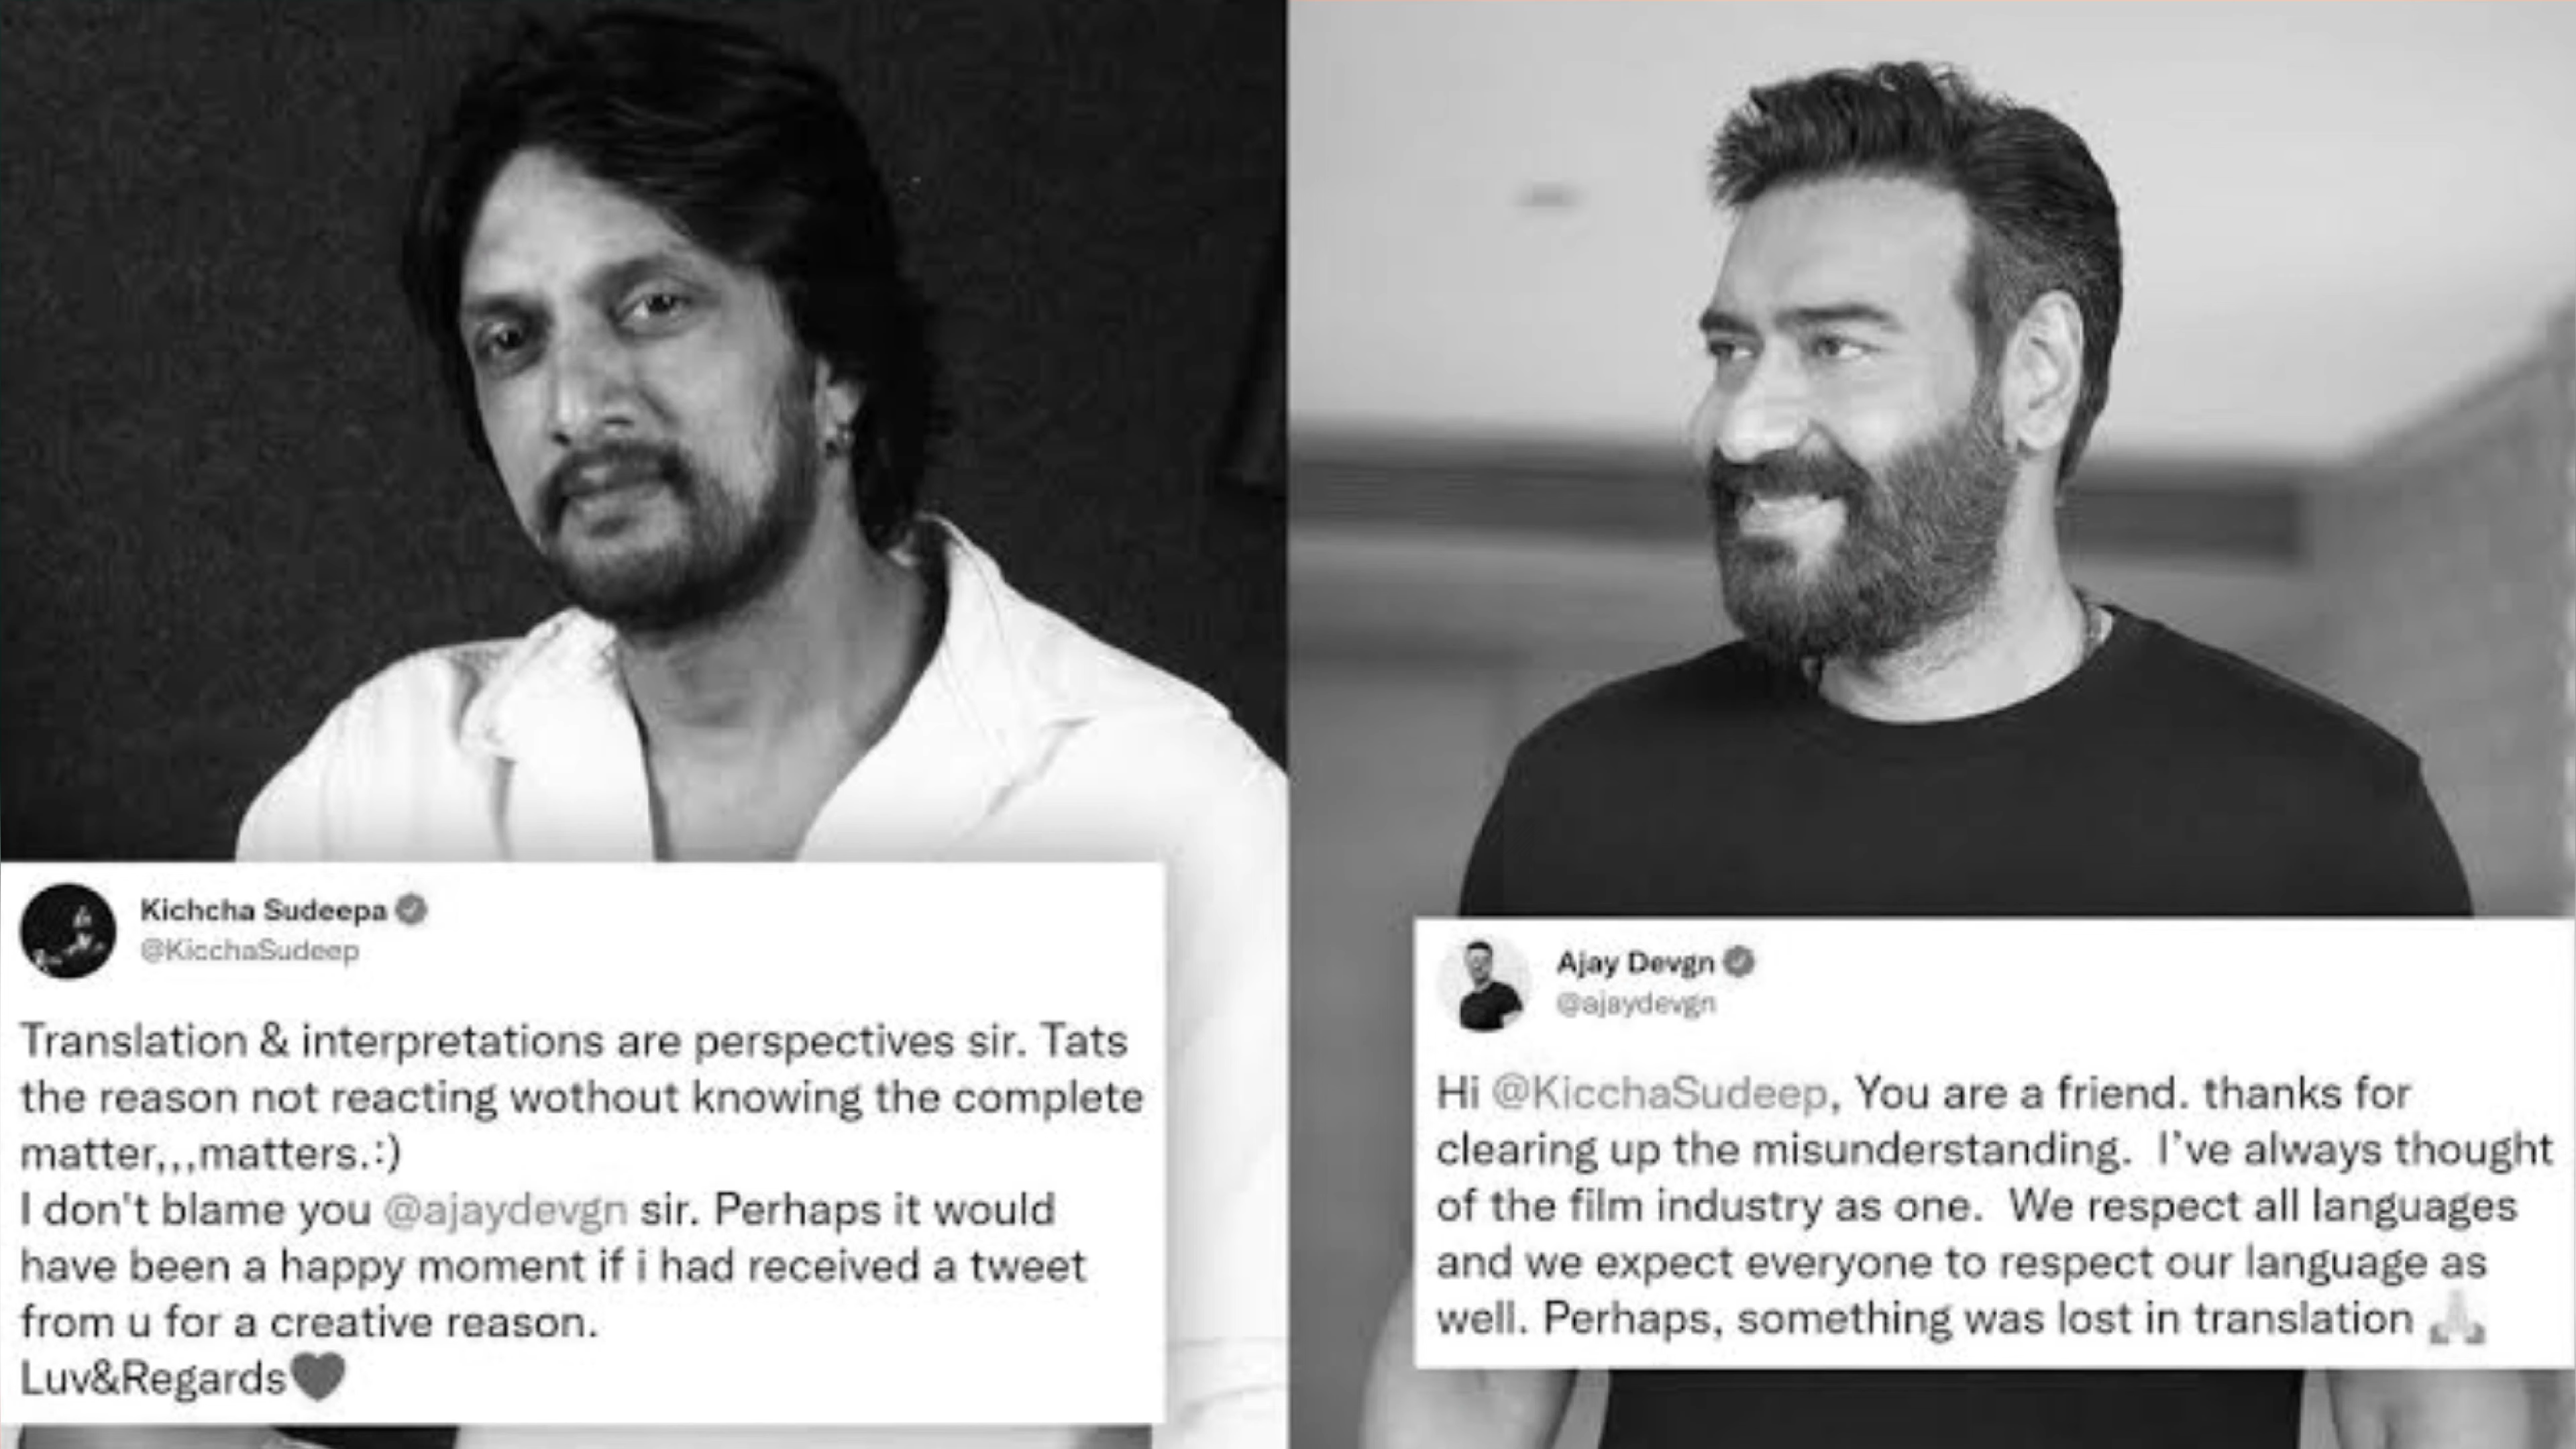 Kichcha Sudeepa
@KicchaSudeep
Translation & interpretations are perspectives sir. Tats
the reason not reacting wothout knowing the complete
matter,,,matters.:)
I don't blame you @ajaydevgn sir. Perhaps it would
have been a happy moment if i had received a tweet
from u for a creative reason.
Luv&Regards🖤
Ajay Devgn
@ajaydevgn
Hi @KicchaSudeep, You are a friend. thanks for
clearing up the misunderstanding. I've always thought
of the film industry as one. We respect all languages
and we expect everyone to respect our language as
well. Perhaps, something was lost in translation 🙏